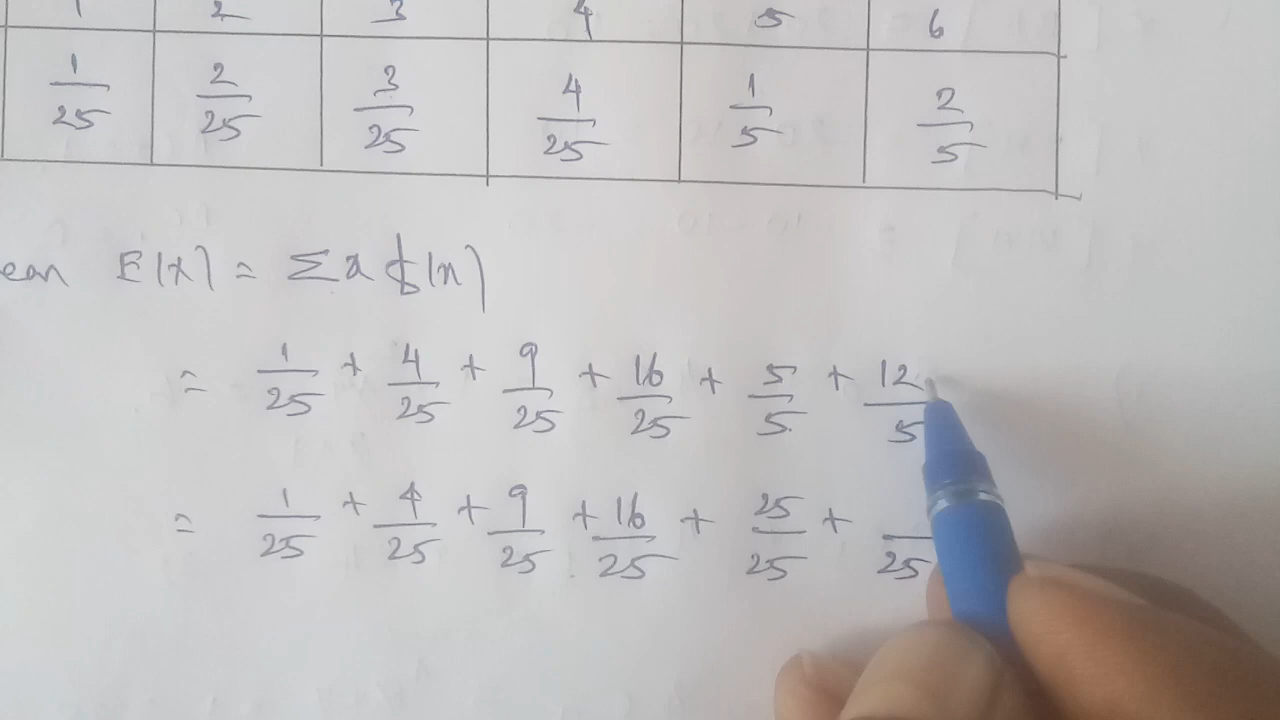 1 2 3 4 5 6
1/25 2/25 3/25 4/25 1/5 2/5
ean E(x) = Σx f(x)
= 1/25 + 4/25 + 9/25 + 16/25 + 5/5 + 12/5
= 1/25 + 4/25 + 9/25 + 16/25 + 25/25 + /25